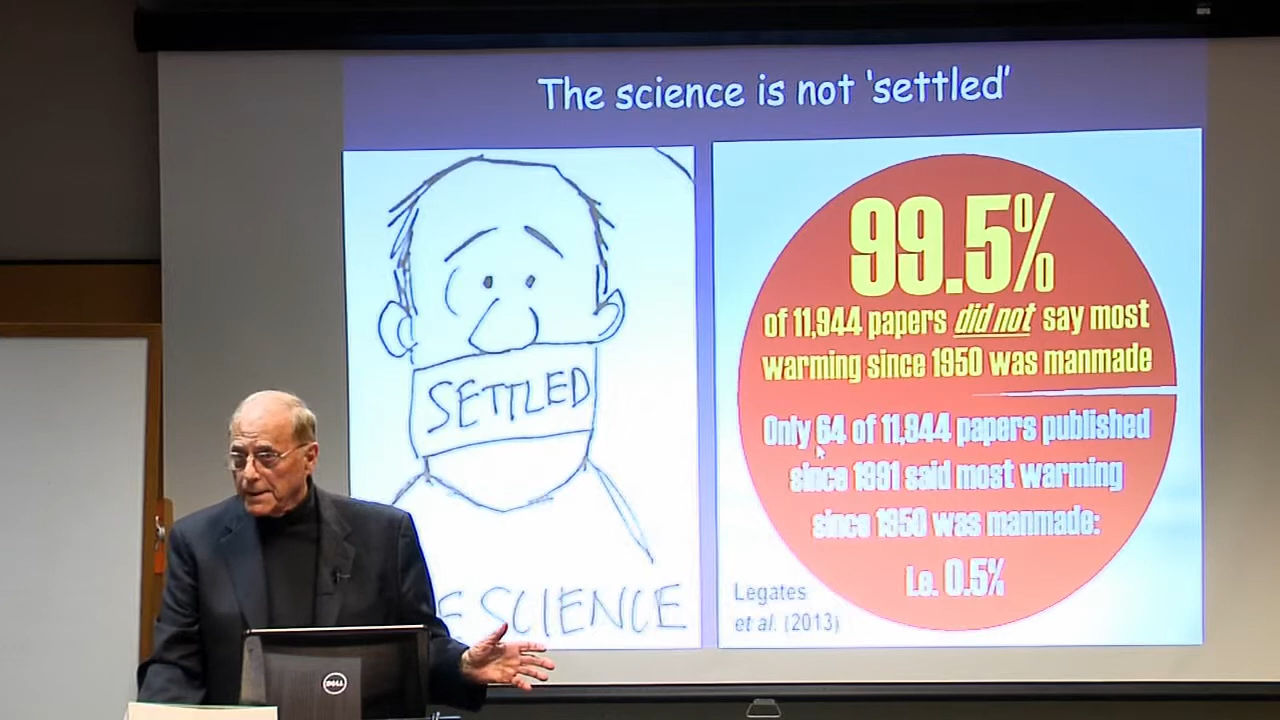 The science is not 'settled'
SETTLED
E SCIENCE
99.5%
of 11,944 papers did not say most
warming since 1950 was manmade
Only 64 of 11,944 papers published
since 1991 said most warming
since 1950 was manmade:
i.e. 0.5%
Legates
et al. (2013)
DELL